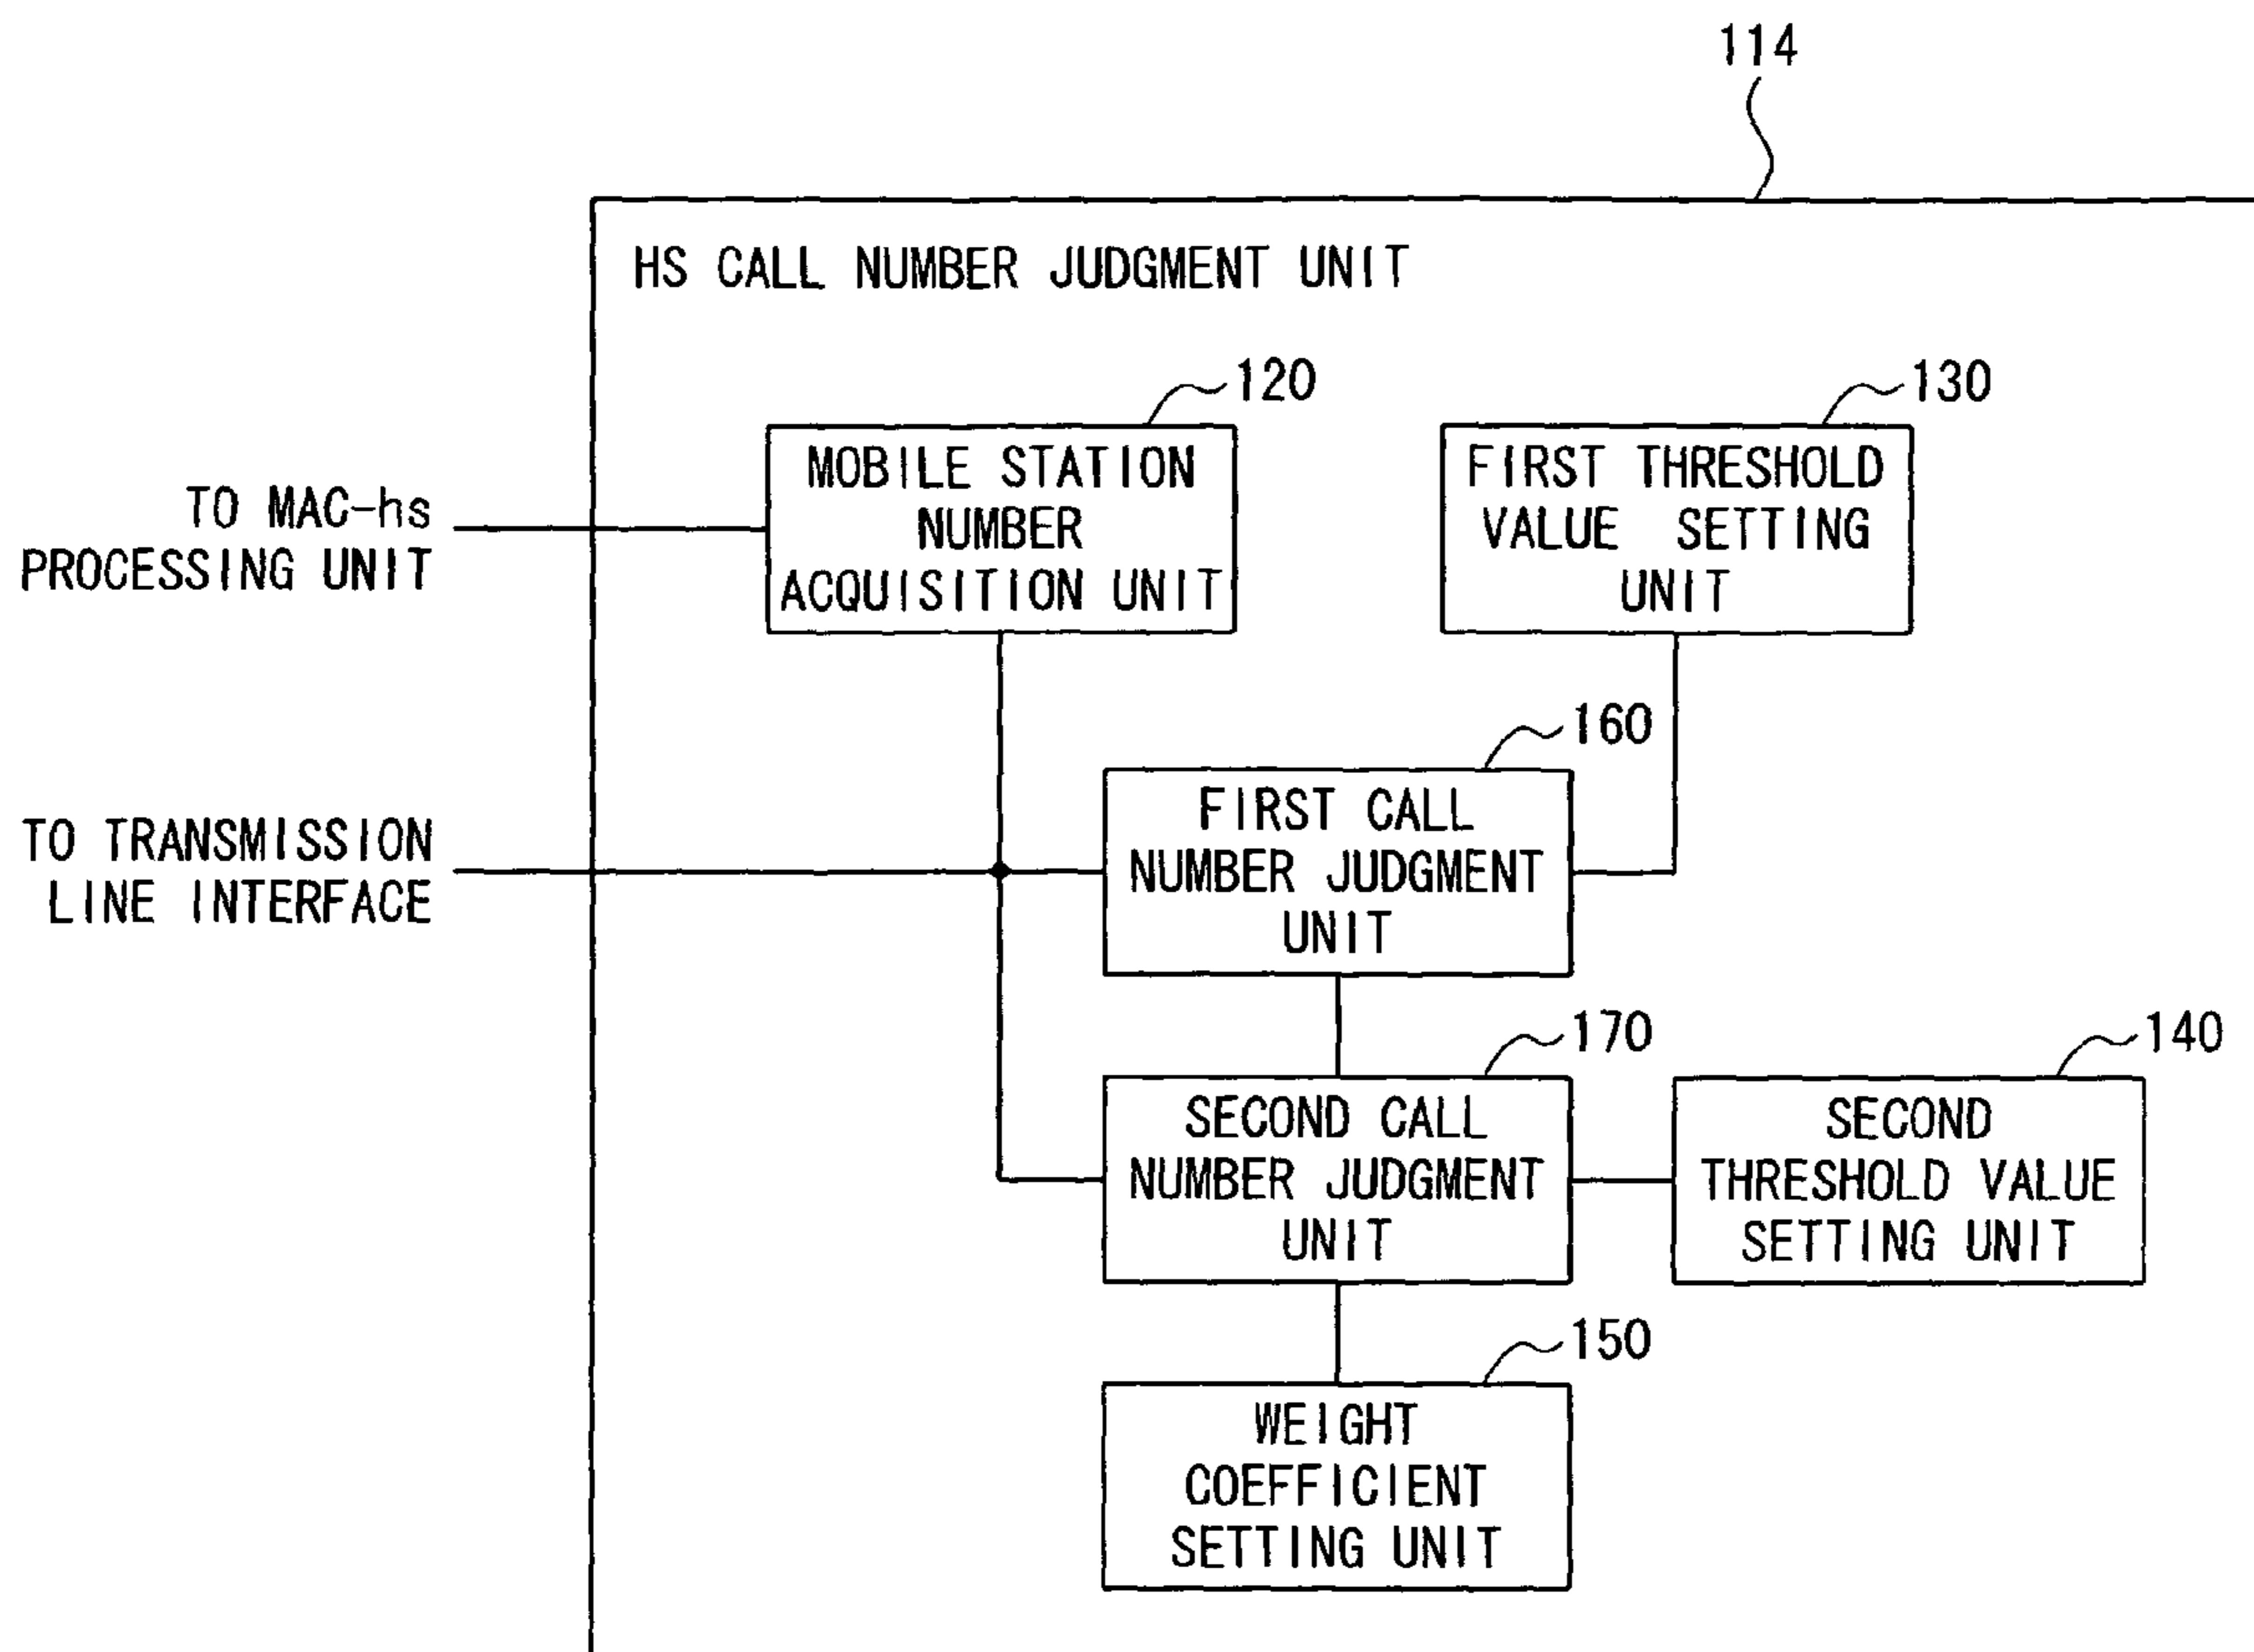 114
HS CALL NUMBER JUDGMENT UNIT
120
130
MOBILE STATION
NUMBER
ACQUISITION UNIT
FIRST THRESHOLD
VALUE SETTING
UNIT
TO MAC-hs
PROCESSING UNIT
160
FIRST CALL
NUMBER JUDGMENT
UNIT
TO TRANSMISSION
LINE INTERFACE
170
140
SECOND CALL
NUMBER JUDGMENT
UNIT
SECOND
THRESHOLD VALUE
SETTING UNIT
150
WEIGHT
COEFFICIENT
SETTING UNIT